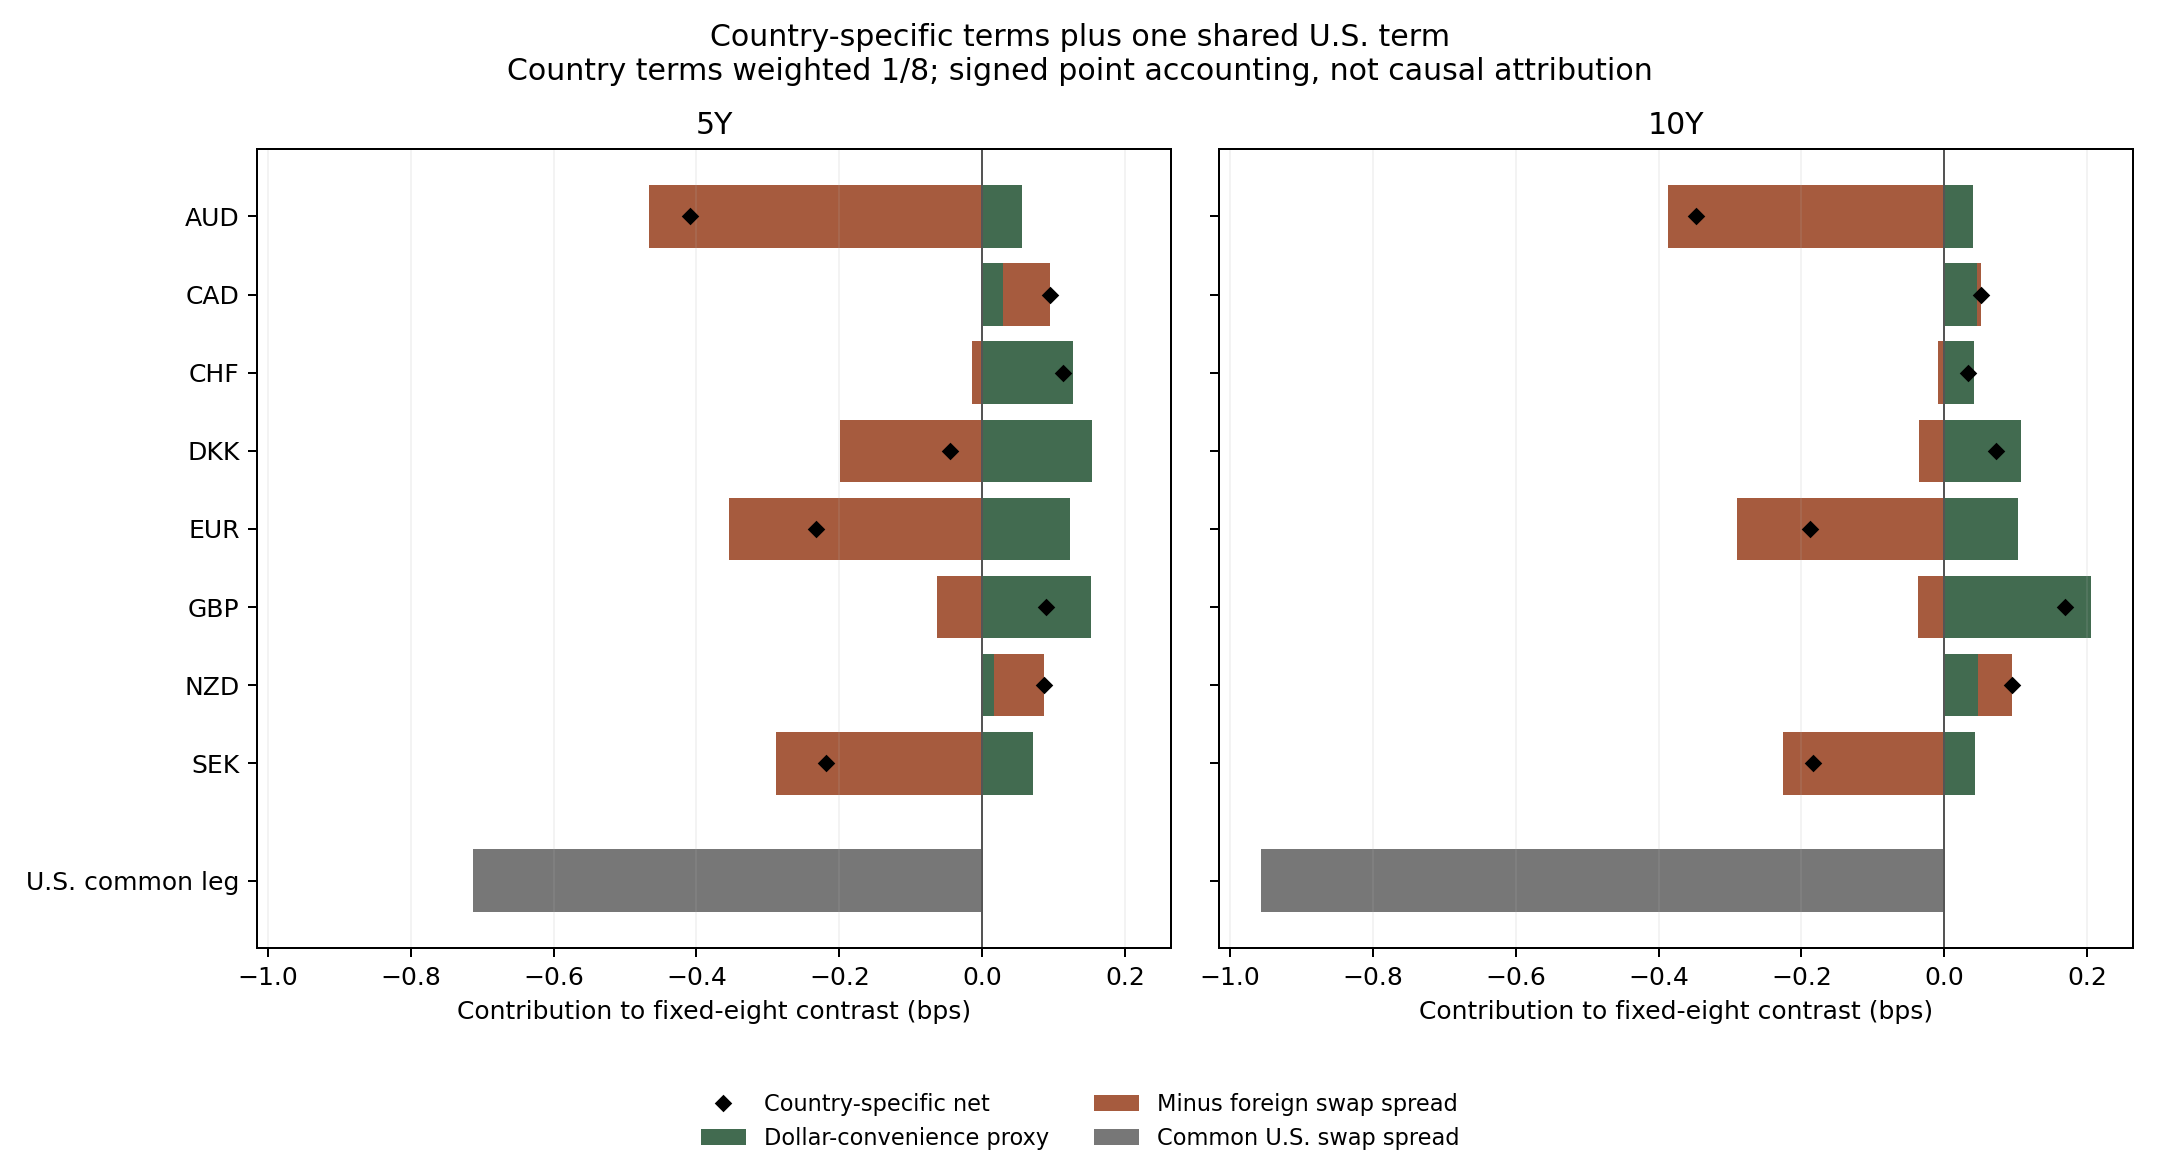 Country-specific terms plus one shared U.S. term
Country terms weighted 1/8; signed point accounting, not causal attribution
5Y
10Y
AUD
CAD
CHF
DKK
EUR
GBP
NZD
SEK
U.S. common leg
−1.0 −0.8 −0.6 −0.4 −0.2 0.0 0.2
−1.0 −0.8 −0.6 −0.4 −0.2 0.0 0.2
Contribution to fixed-eight contrast (bps)
Contribution to fixed-eight contrast (bps)
Country-specific net
Dollar-convenience proxy
Minus foreign swap spread
Common U.S. swap spread